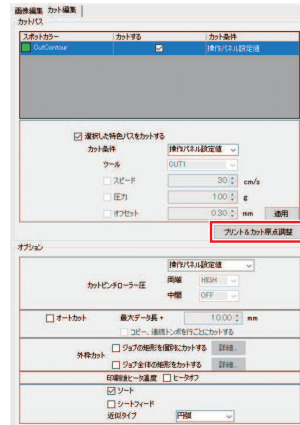 画像編集 カット編集
カットパス
スポットカラー カットする カット条件
CutContour 操作パネル設定値
選択した特色パスをカットする
カット条件 操作パネル設定値
ツール CUT1
スピード 30 cm/s
圧力 100 g
オフセット 0.30 mm 適用
プリント&カット原点調整
オプション
カットピンチローラー圧 操作パネル設定値
両端 HIGH
中間 OFF
オートカット 最大データ長 + 10.00 mm
コピー、連続トンボを行ごとにカットする
外枠カット ジョブの矩形を個別にカットする 詳細...
ジョブ全体の矩形をカットする 詳細...
印刷後ヒータ温度 ヒータオフ
ソート
シートフィード
近似タイプ 円弧